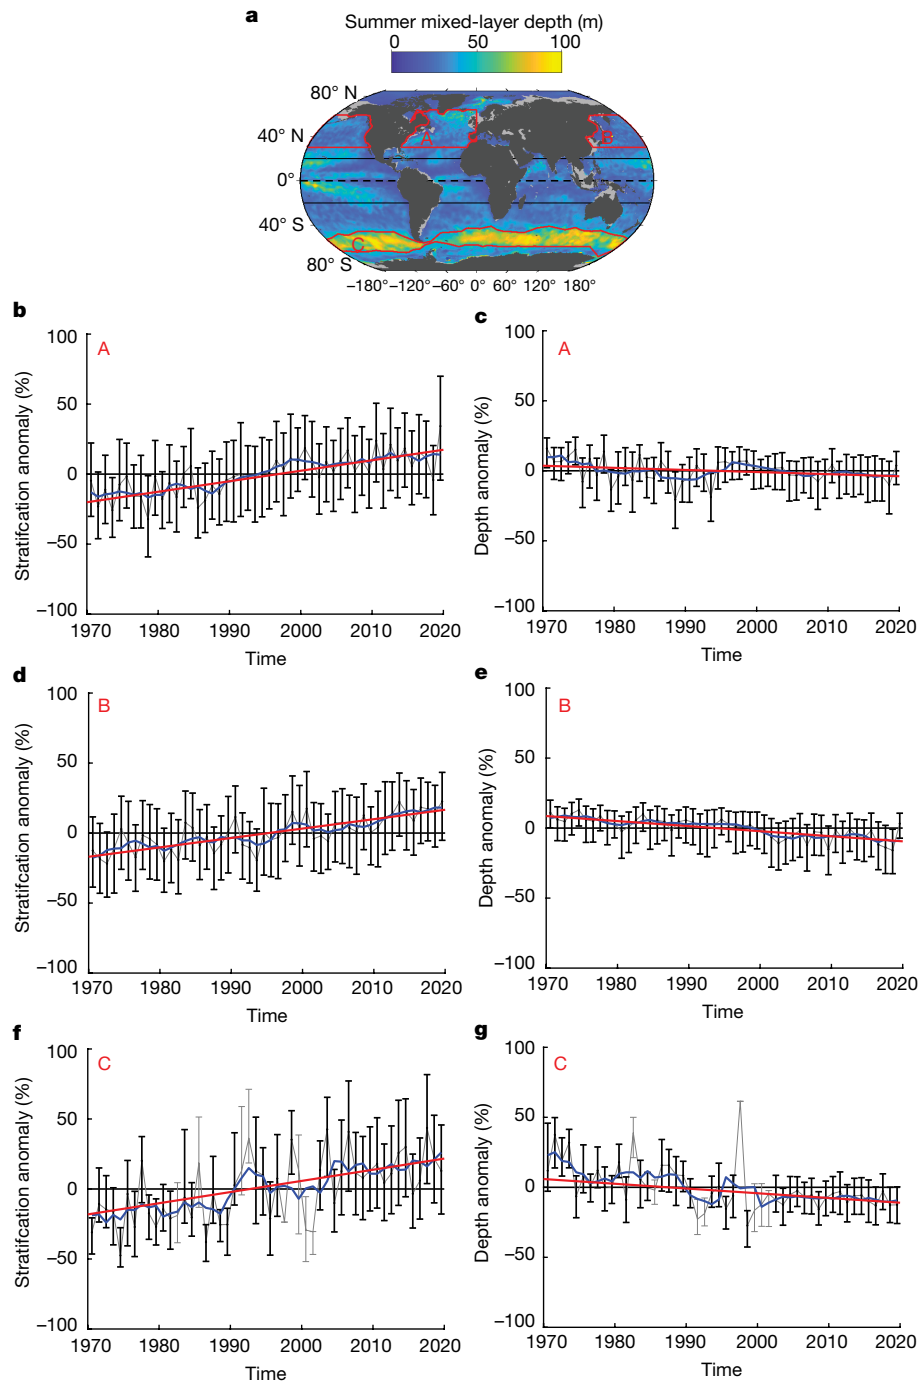 a
Summer mixed-layer depth (m)
0 50 100
80° N
40° N
0°
40° S
80° S
A
B
C
−180° −120° −60° 0° 60° 120° 180°
b
A
Stratifcation anomaly (%)
100
50
0
−50
−100
1970 1980 1990 2000 2010 2020
Time
c
A
Depth anomaly (%)
100
50
0
−50
−100
1970 1980 1990 2000 2010 2020
Time
d
B
Stratifcation anomaly (%)
100
50
0
−50
−100
1970 1980 1990 2000 2010 2020
Time
e
B
Depth anomaly (%)
100
50
0
−50
−100
1970 1980 1990 2000 2010 2020
Time
f
C
Stratifcation anomaly (%)
100
50
0
−50
−100
1970 1980 1990 2000 2010 2020
Time
g
C
Depth anomaly (%)
100
50
0
−50
−100
1970 1980 1990 2000 2010 2020
Time